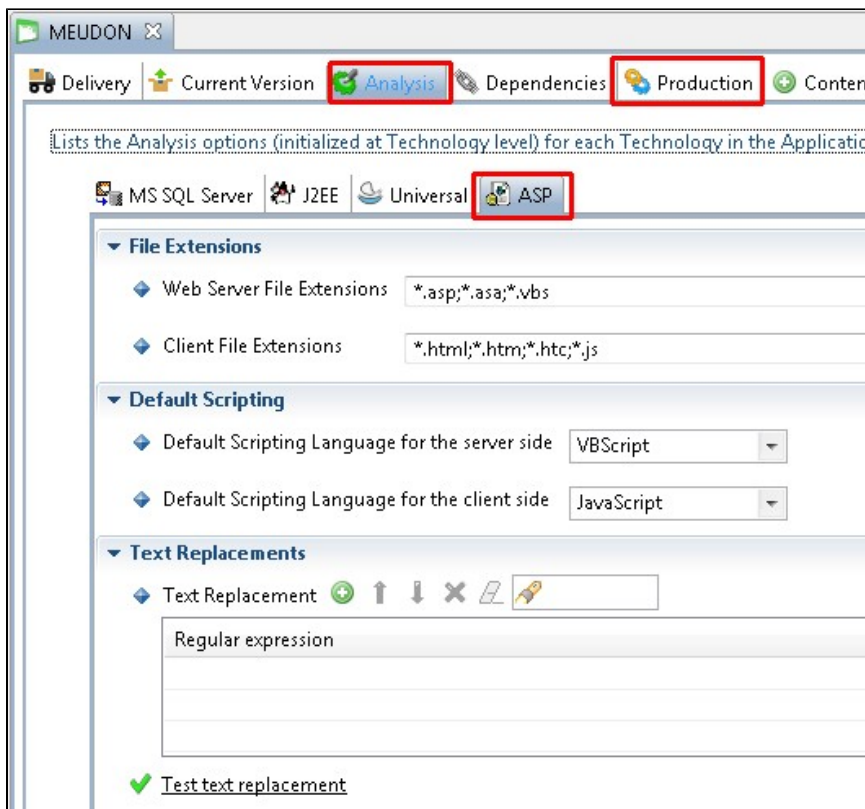 MEUDON
Delivery Current Version Analysis Dependencies Production Conten
Lists the Analysis options (initialized at Technology level) for each Technology in the Applicatio
MS SQL Server J2EE Universal ASP
File Extensions
Web Server File Extensions *.asp;*.asa;*.vbs
Client File Extensions *.html;*.htm;*.htc;*.js
Default Scripting
Default Scripting Language for the server side VBScript
Default Scripting Language for the client side JavaScript
Text Replacements
Text Replacement
Regular expression
Test text replacement